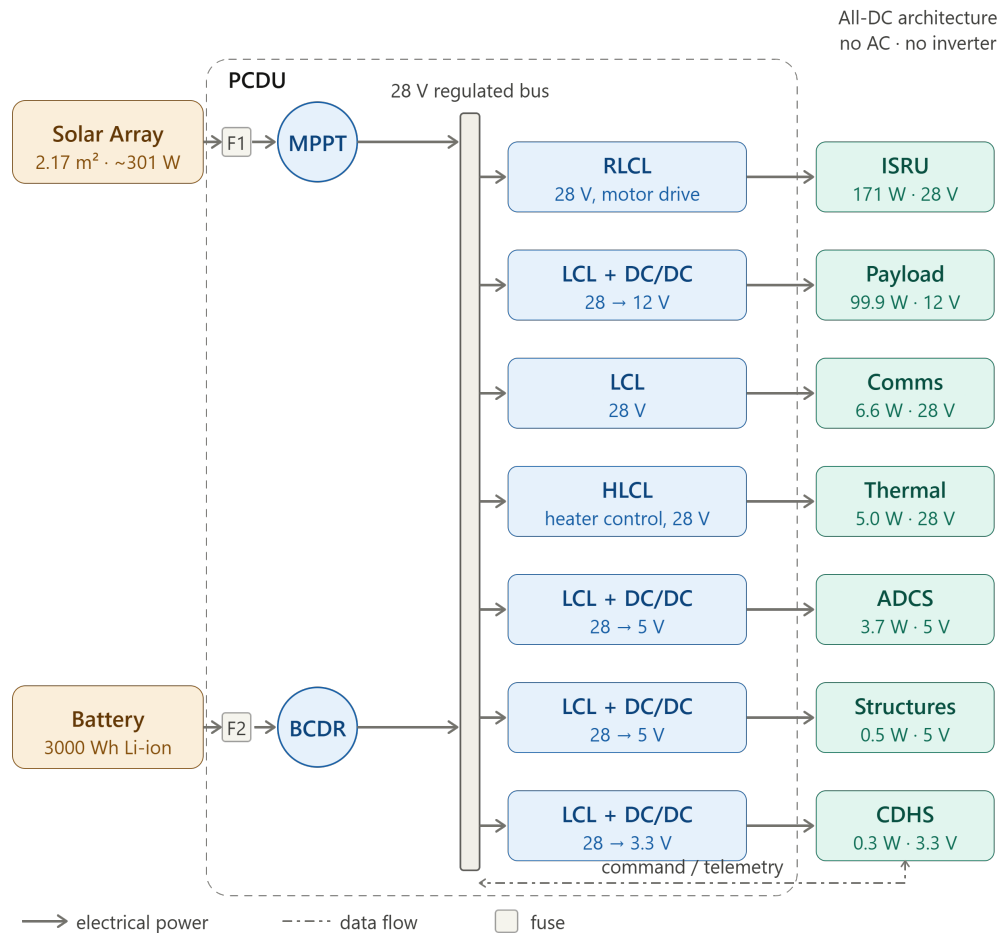 All-DC architecture
no AC · no inverter
PCDU
28 V regulated bus
Solar Array
2.17 m² · ~301 W
F1
MPPT
RLCL
28 V, motor drive
ISRU
171 W · 28 V
LCL + DC/DC
28 → 12 V
Payload
99.9 W · 12 V
LCL
28 V
Comms
6.6 W · 28 V
HLCL
heater control, 28 V
Thermal
5.0 W · 28 V
LCL + DC/DC
28 → 5 V
ADCS
3.7 W · 5 V
Battery
3000 Wh Li-ion
F2
BCDR
LCL + DC/DC
28 → 5 V
Structures
0.5 W · 5 V
LCL + DC/DC
28 → 3.3 V
CDHS
0.3 W · 3.3 V
command / telemetry
electrical power
data flow
fuse